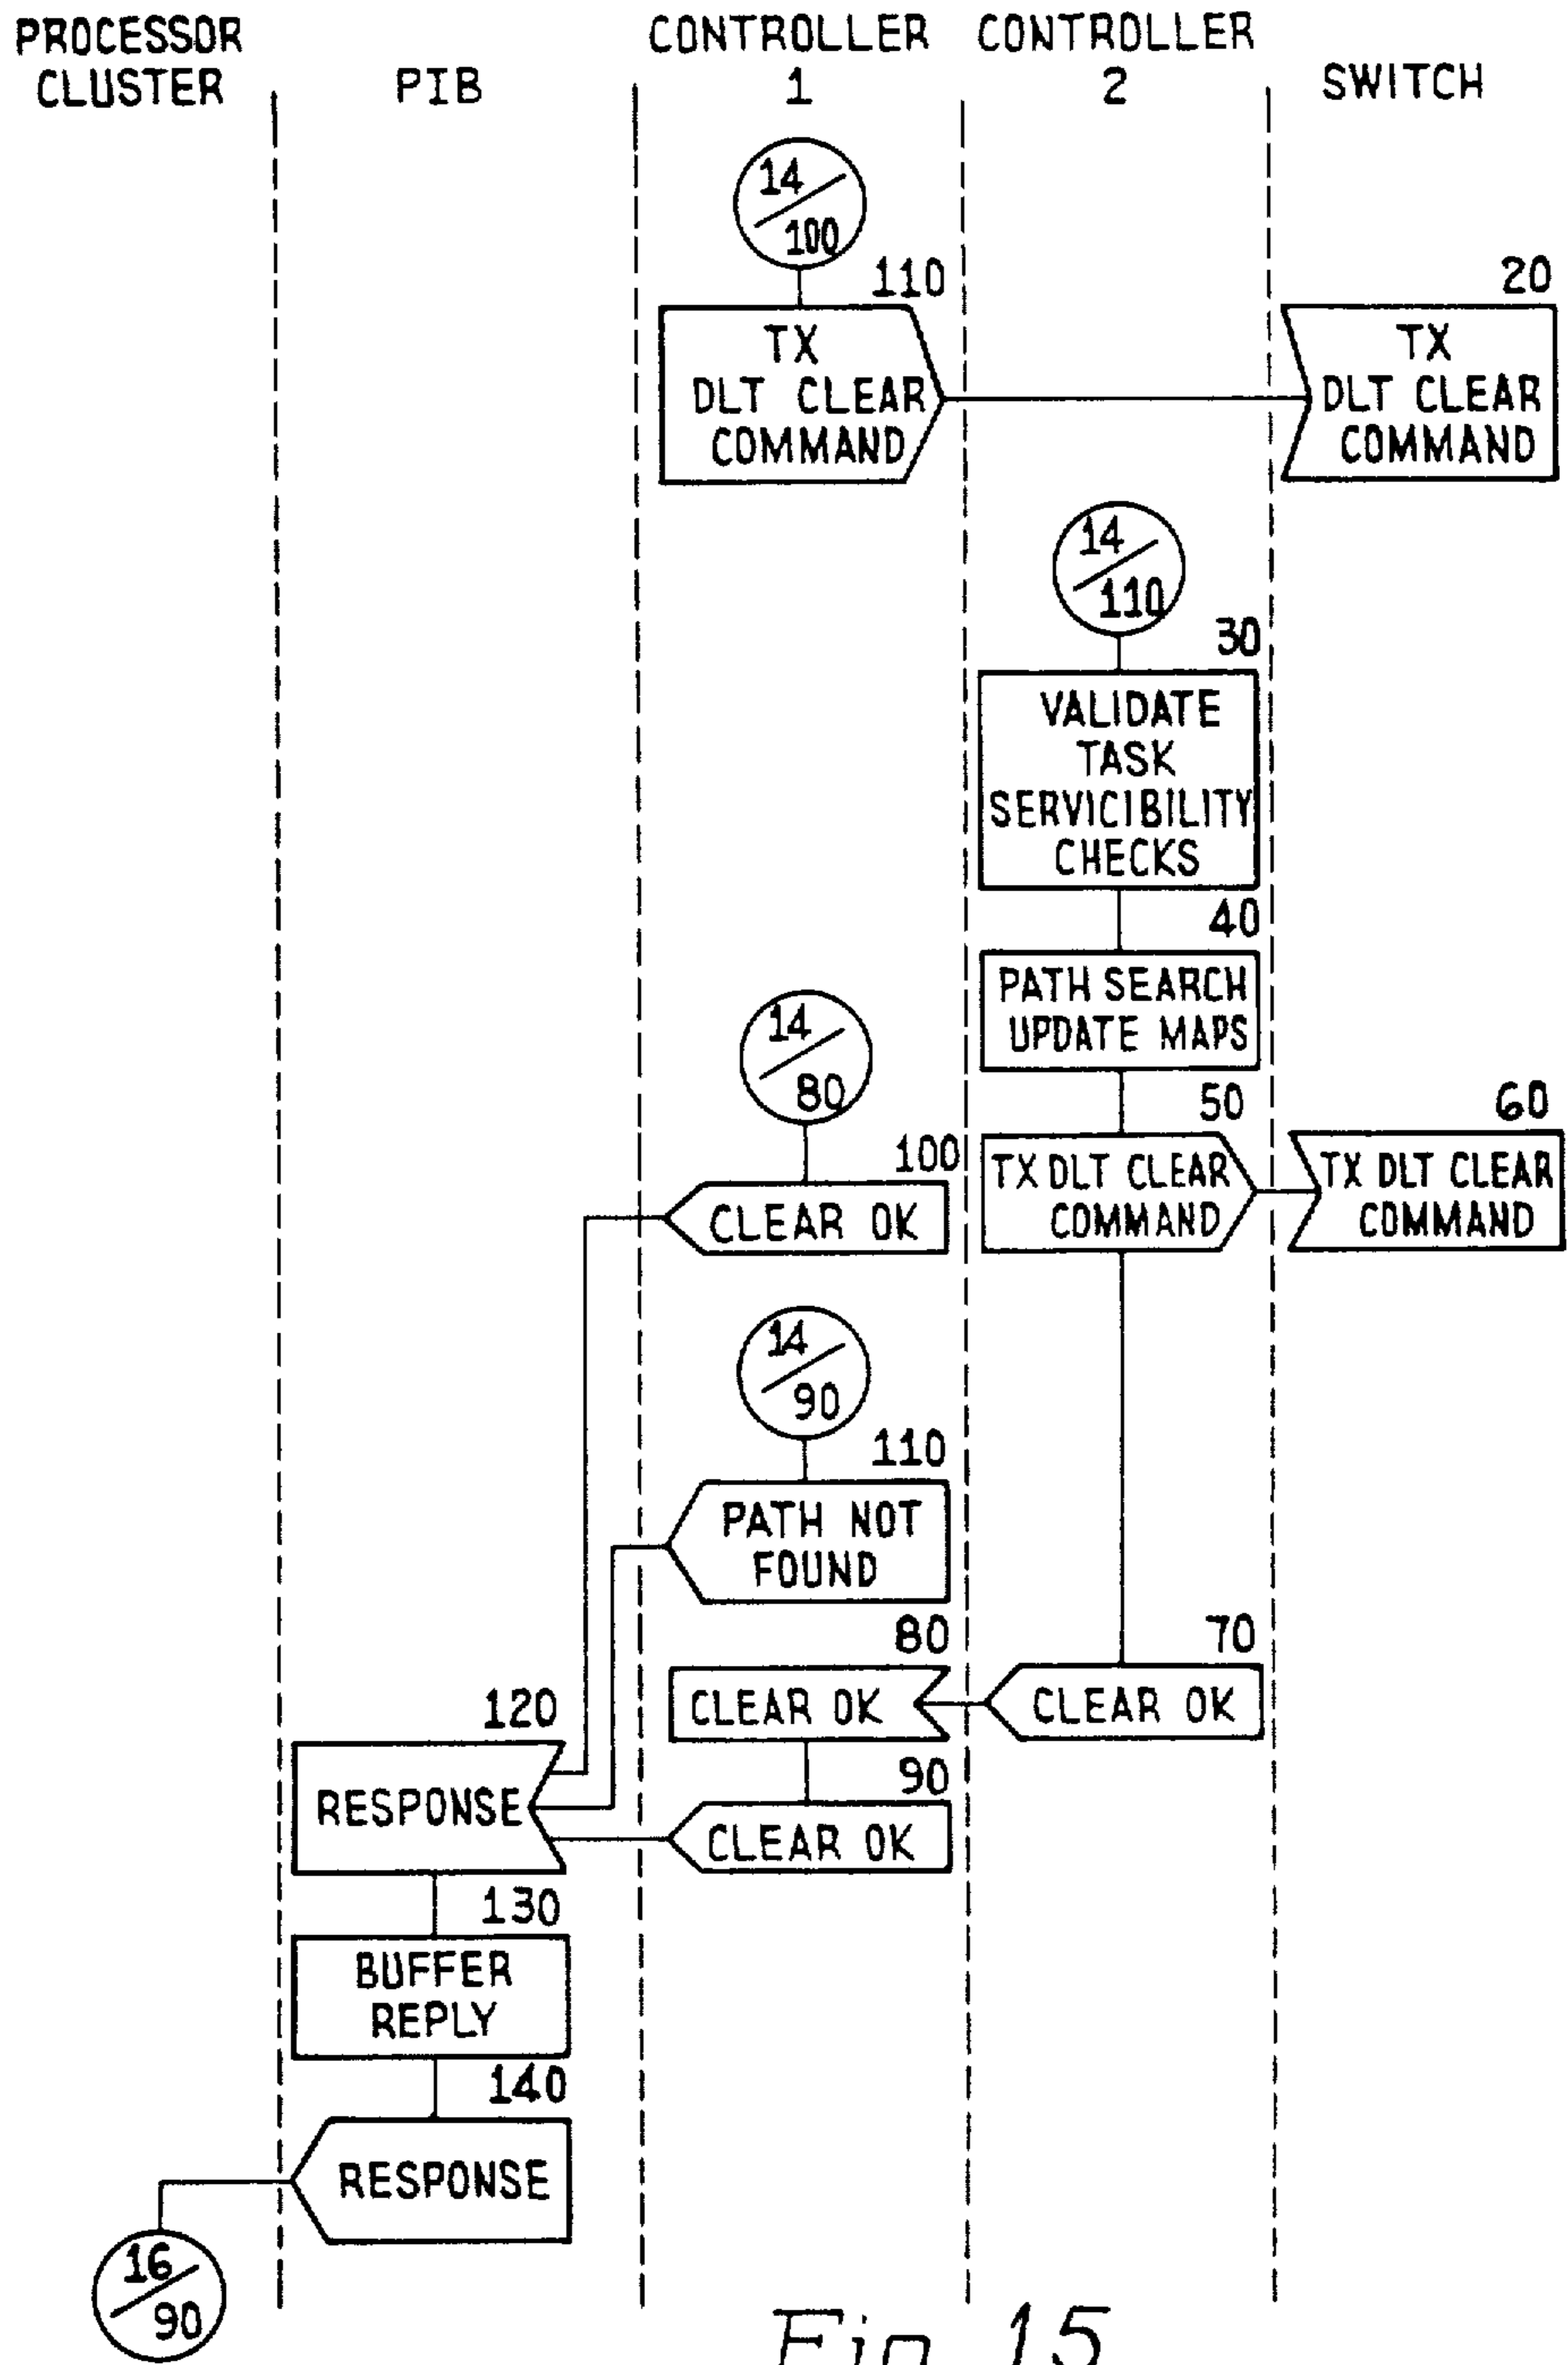 PROCESSOR
CLUSTER
PIB
CONTROLLER
1
CONTROLLER
2
SWITCH
14
100
110
TX
DLT CLEAR
COMMAND
20
TX
DLT CLEAR
COMMAND
14
110
30
VALIDATE
TASK
SERVICIBILITY
CHECKS
40
PATH SEARCH
UPDATE MAPS
14
80
100
CLEAR OK
50
TX DLT CLEAR
COMMAND
60
TX DLT CLEAR
COMMAND
14
90
110
PATH NOT
FOUND
80
CLEAR OK
70
CLEAR OK
120
RESPONSE
90
CLEAR OK
130
BUFFER
REPLY
140
RESPONSE
16
90
Fig. 15